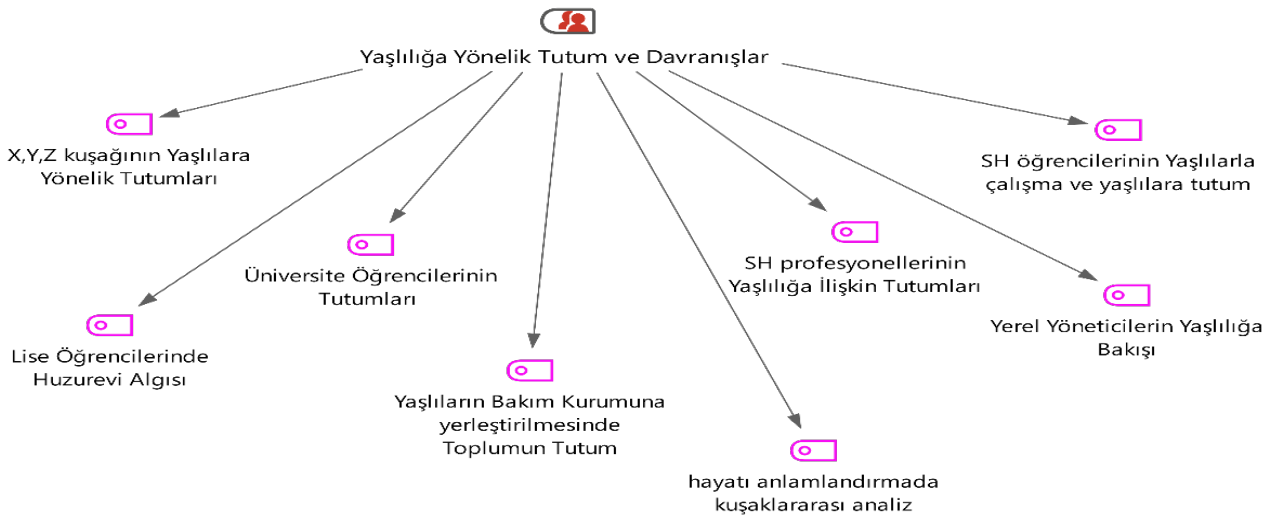 Yaşlılığa Yönelik Tutum ve Davranışlar
X,Y,Z kuşağının Yaşlılara
Yönelik Tutumları
SH öğrencilerinin Yaşlılarla
çalışma ve yaşlılara tutum
Üniversite Öğrencilerinin
Tutumları
SH profesyonellerinin
Yaşlılığa İlişkin Tutumları
Lise Öğrencilerinde
Huzurevi Algısı
Yerel Yöneticilerin Yaşlılığa
Bakışı
Yaşlıların Bakım Kurumuna
yerleştirilmesinde
Toplumun Tutum
hayatı anlamlandırmada
kuşaklararası analiz